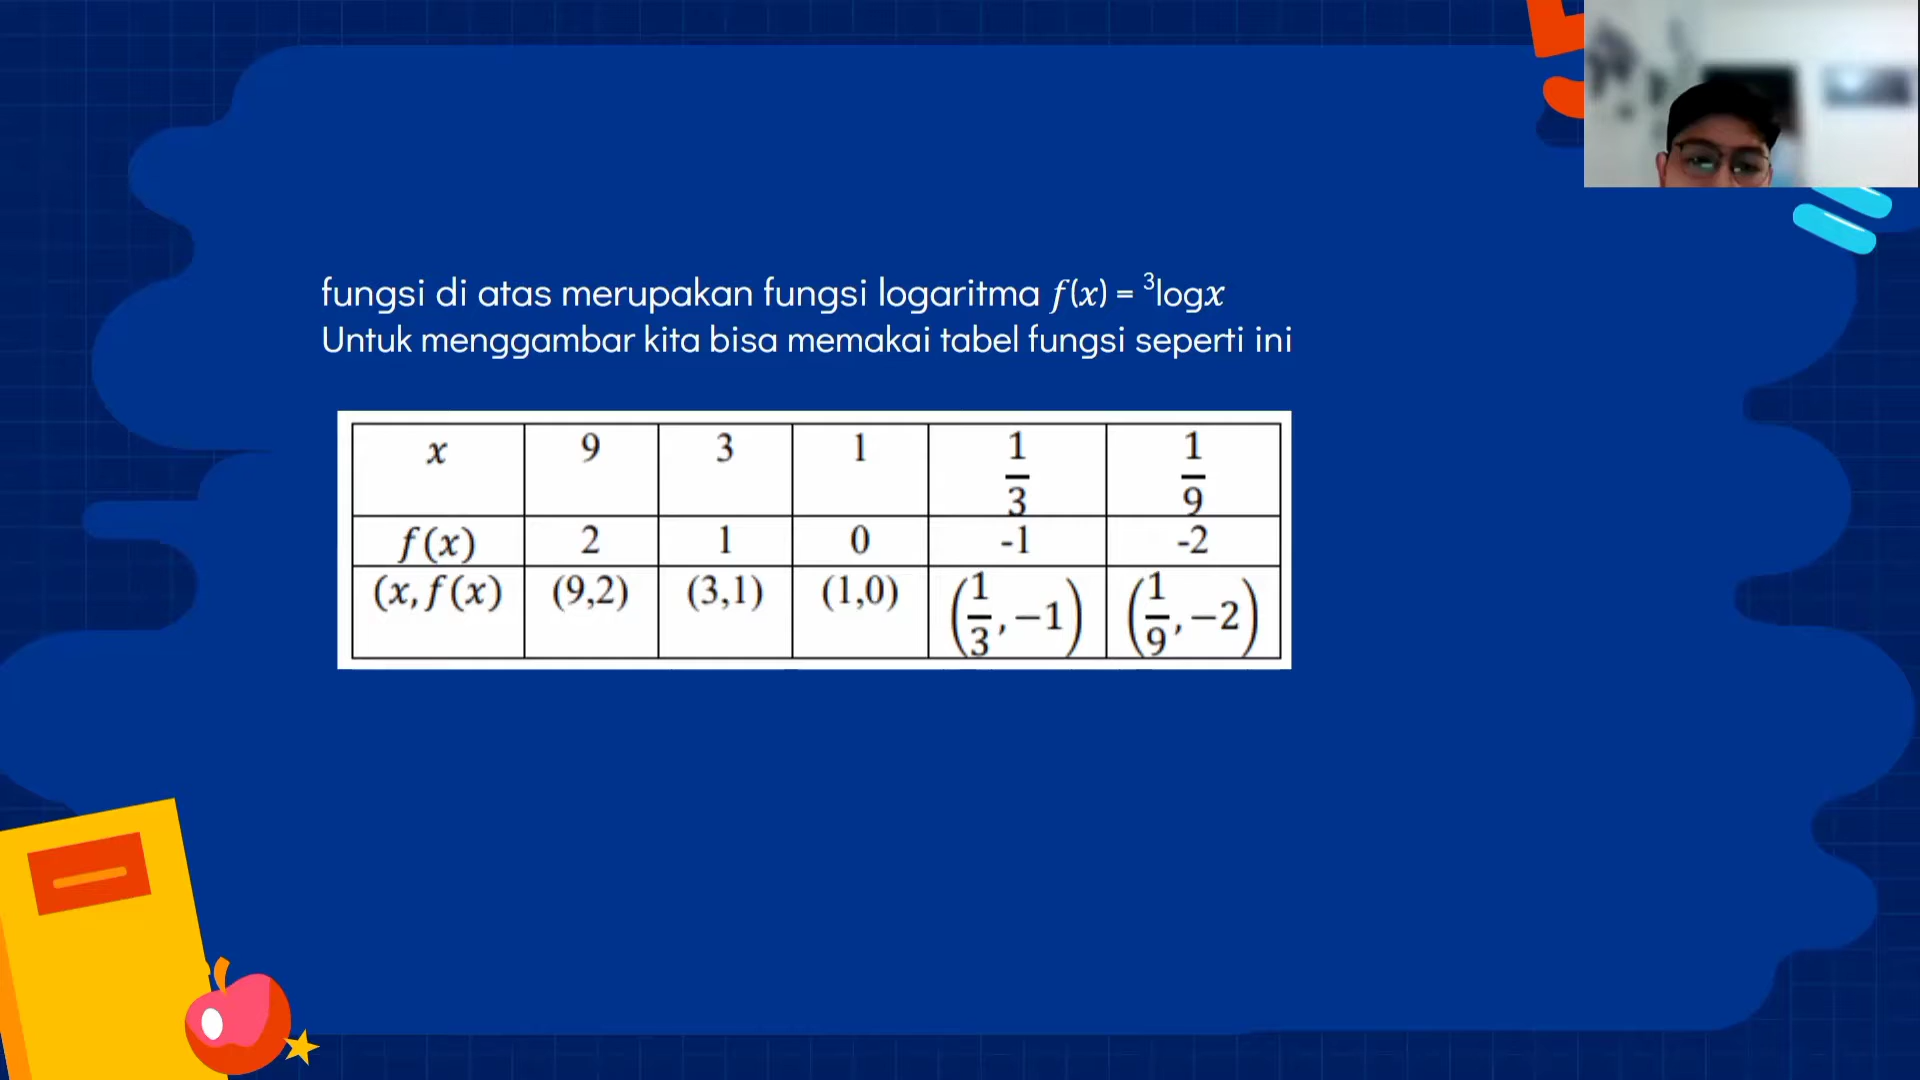 fungsi di atas merupakan fungsi logaritma f(x) = ³logx
Untuk menggambar kita bisa memakai tabel fungsi seperti ini
x 9 3 1 1/3 1/9
f(x) 2 1 0 -1 -2
(x,f(x) (9,2) (3,1) (1,0) (1/3,−1) (1/9,−2)